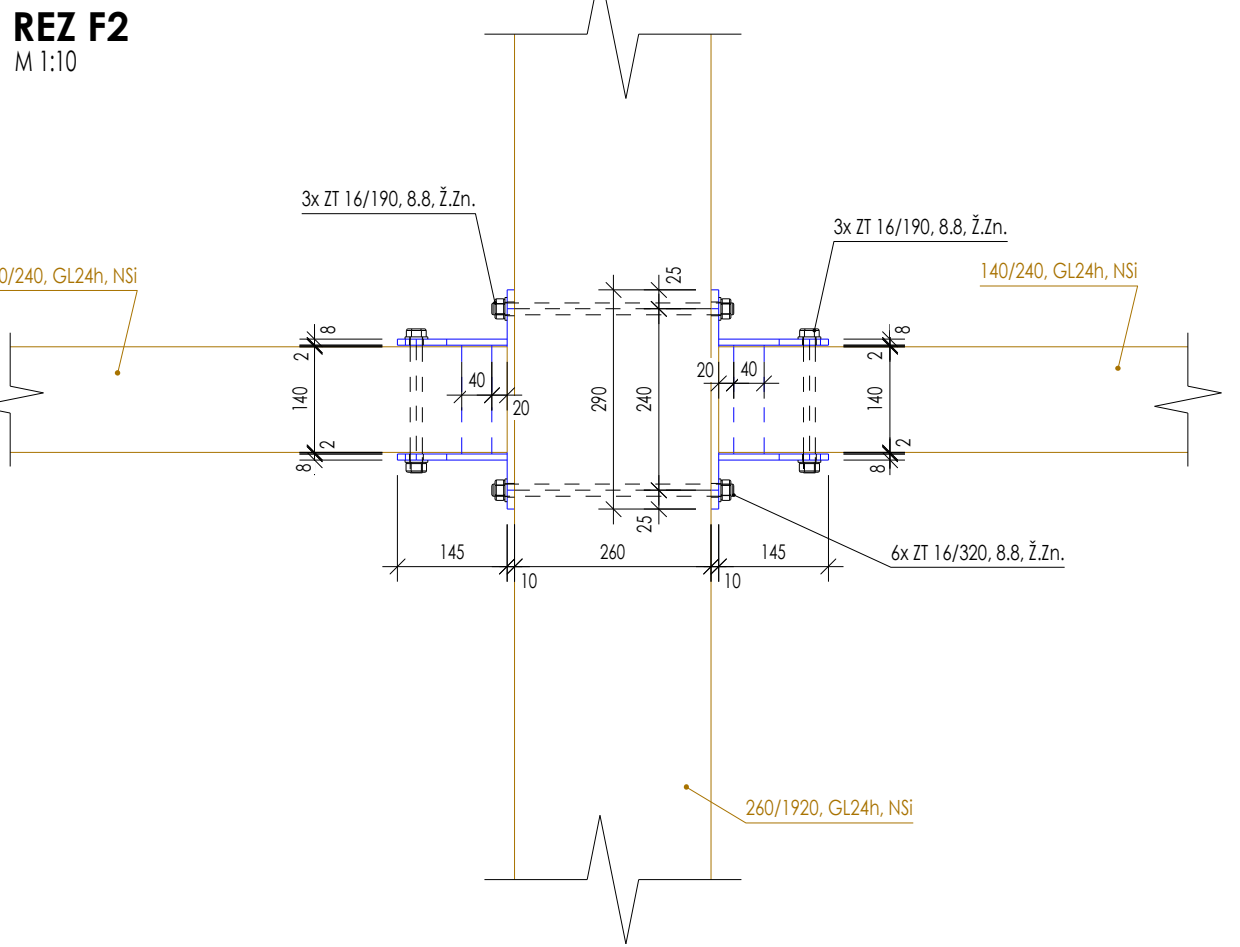 REZ F2
M 1:10
3x ZT 16/190, 8.8, Ž.Zn.
3x ZT 16/190, 8.8, Ž.Zn.
0/240, GL24h, NSi
140/240, GL24h, NSi
25
8
8
2
2
40
20
20
40
140
290
240
140
2
2
8
8
25
145
260
145
6x ZT 16/320, 8.8, Ž.Zn.
10
10
260/1920, GL24h, NSi